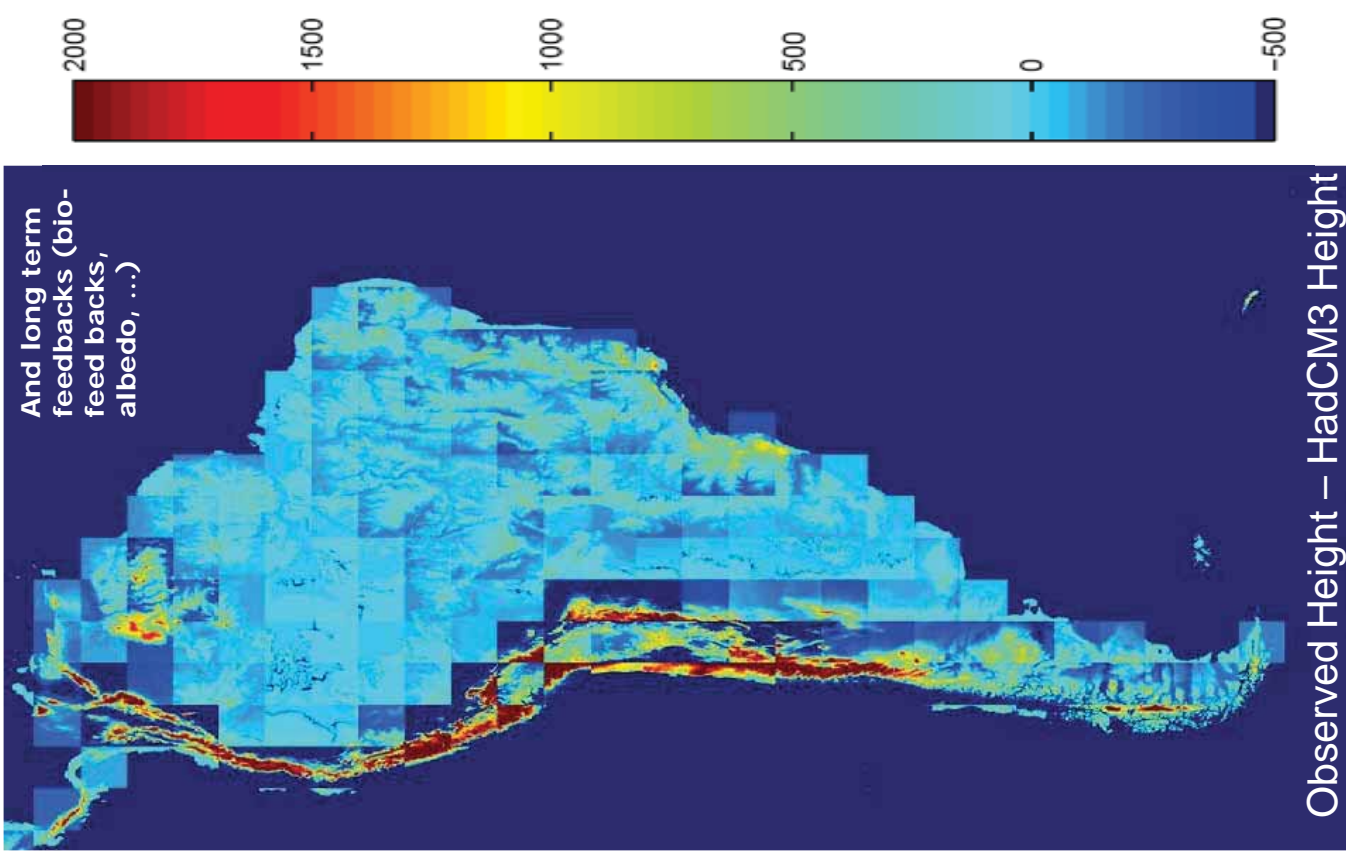 And long term
feedbacks (bio-
feed backs,
albedo, ...)
2000
1500
1000
500
0
-500
Observed Height – HadCM3 Height